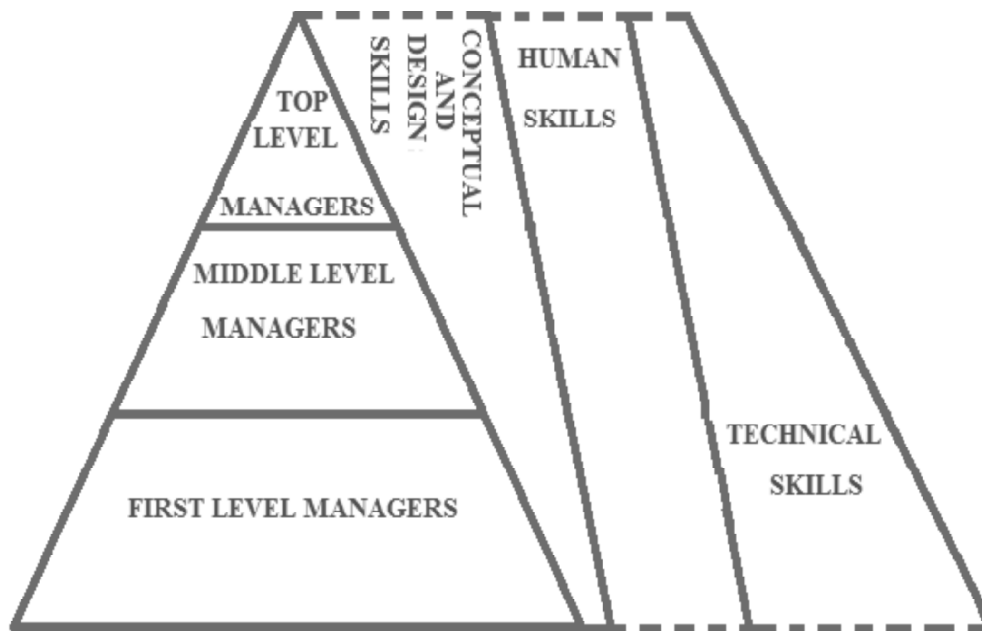 TOP
LEVEL
MANAGERS
MIDDLE LEVEL
MANAGERS
FIRST LEVEL MANAGERS
CONCEPTUAL
AND
DESIGN
SKILLS
HUMAN
SKILLS
TECHNICAL
SKILLS